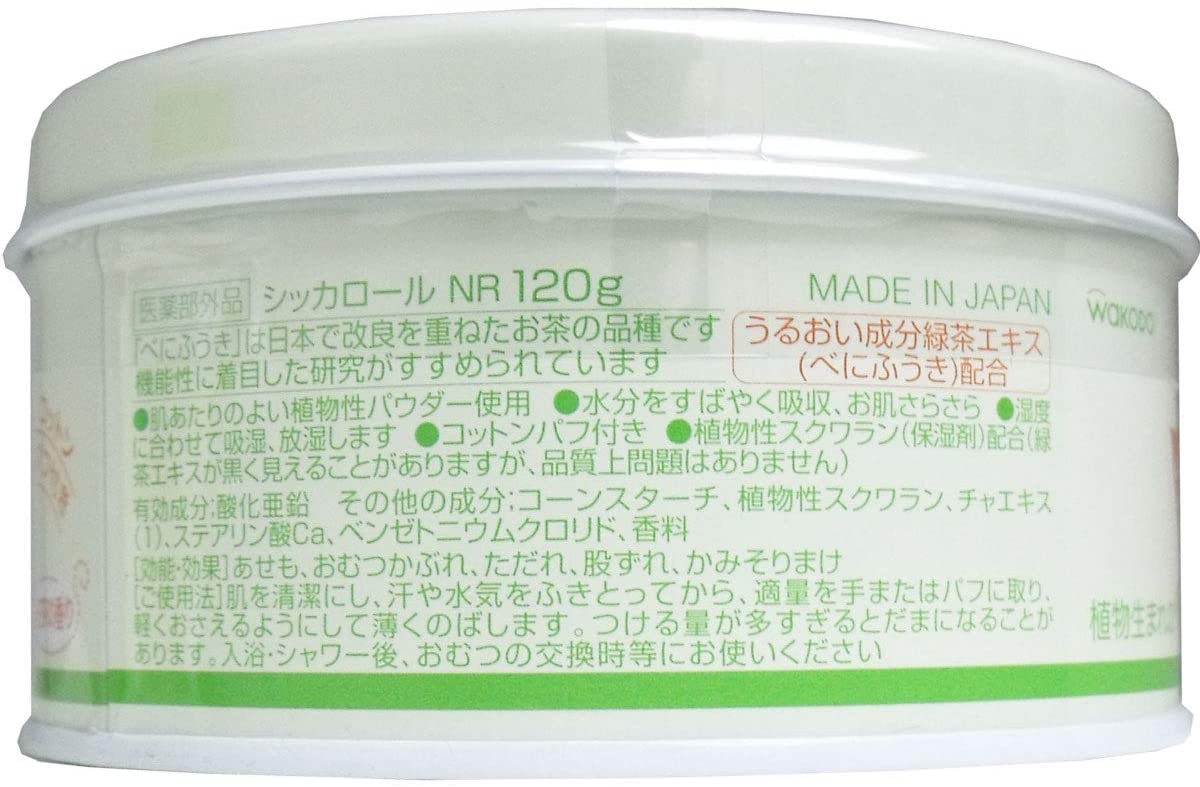 医薬部外品 シッカロール NR 120g MADE IN JAPAN
wakodo
「べにふうき」は日本で改良を重ねたお茶の品種です
機能性に着目した研究がすすめられています
うるおい成分緑茶エキス
(べにふうき)配合
●肌あたりのよい植物性パウダー使用 ●水分をすばやく吸収、お肌さらさら ●湿度
に合わせて吸湿、放湿します ●コットンパフ付き ●植物性スクワラン(保湿剤)配合(緑
茶エキスが黒く見えることがありますが、品質上問題はありません)
有効成分;酸化亜鉛 その他の成分;コーンスターチ、植物性スクワラン、チャエキス
(1)、ステアリン酸Ca、ベンゼトニウムクロリド、香料
[効能・効果]あせも、おむつかぶれ、ただれ、股ずれ、かみそりまけ
[ご使用法]肌を清潔にし、汗や水気をふきとってから、適量を手またはパフに取り、
軽くおさえるようにして薄くのばします。つける量が多すぎるとだまになることが
あります。入浴・シャワー後、おむつの交換時等にお使いください
植物生まれの